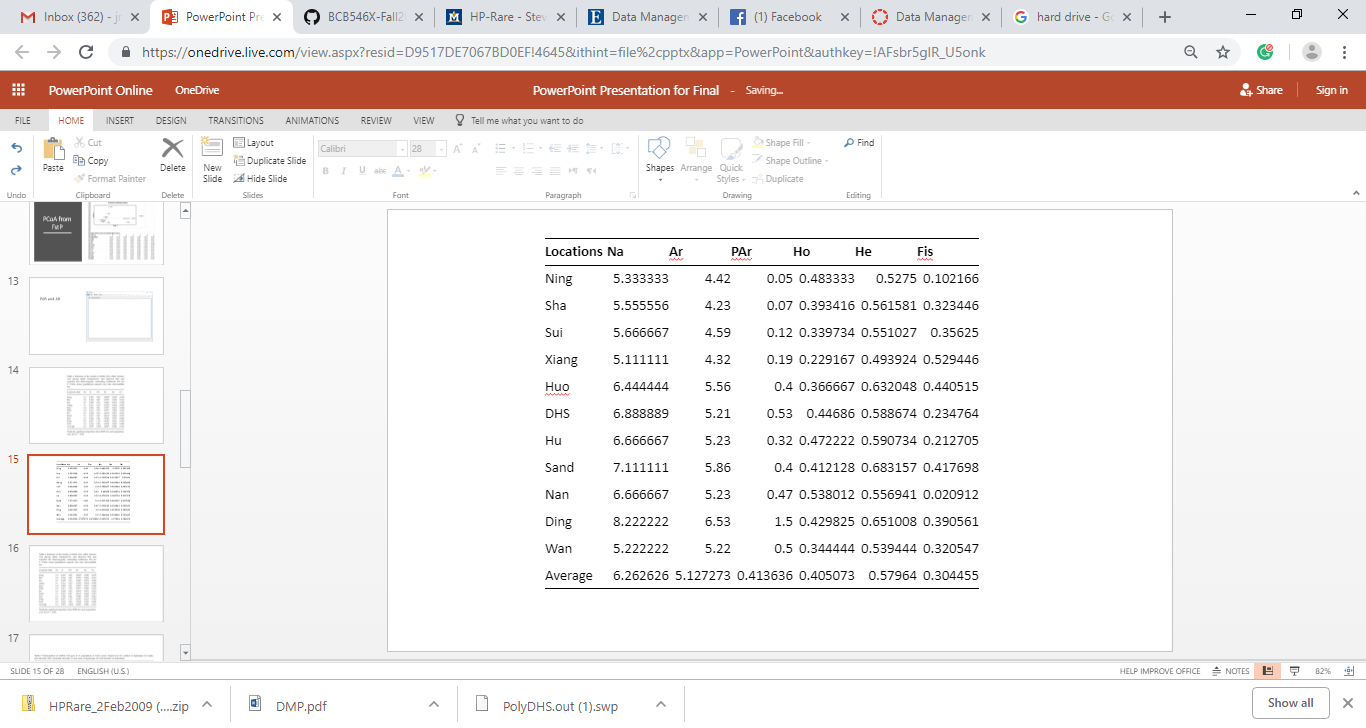 Inbox (362) - j
PowerPoint Pre
BCB546X-Fall2
HP-Rare - Stev
Data Managen
(1) Facebook
Data Managen
hard drive - Go
https://onedrive.live.com/view.aspx?resid=D9517DE7067BD0EF!4645&ithint=file%2cpptx&app=PowerPoint&authkey=!AFsbr5glR_U5onk
PowerPoint Online OneDrive PowerPoint Presentation for Final - Saving... Share Sign in
FILE HOME INSERT DESIGN TRANSITIONS ANIMATIONS REVIEW VIEW Tell me what you want to do
Paste Cut Copy Format Painter Delete New Slide Layout Duplicate Slide Hide Slide Calibri 28 Shapes Arrange Quick Styles Shape Fill Shape Outline Duplicate Find
Undo Clipboard Delete Slides Font Paragraph Drawing Editing
PCoA from
Fst P
13
14
15
16
17
Locations Na Ar PAr Ho He Fis
Ning 5.333333 4.42 0.05 0.483333 0.5275 0.102166
Sha 5.555556 4.23 0.07 0.393416 0.561581 0.323446
Sui 5.666667 4.59 0.12 0.339734 0.551027 0.35625
Xiang 5.111111 4.32 0.19 0.229167 0.493924 0.529446
Huo 6.444444 5.56 0.4 0.366667 0.632048 0.440515
DHS 6.888889 5.21 0.53 0.44686 0.588674 0.234764
Hu 6.666667 5.23 0.32 0.472222 0.590734 0.212705
Sand 7.111111 5.86 0.4 0.412128 0.683157 0.417698
Nan 6.666667 5.23 0.47 0.538012 0.556941 0.020912
Ding 8.222222 6.53 1.5 0.429825 0.651008 0.390561
Wan 5.222222 5.22 0.5 0.344444 0.539444 0.320547
Average 6.262626 5.127273 0.413636 0.405073 0.57964 0.304455
SLIDE 15 OF 28 ENGLISH (U.S.) HELP IMPROVE OFFICE NOTES 82%
HPRare_2Feb2009 (....zip DMP.pdf PolyDHS.out (1).swp Show all